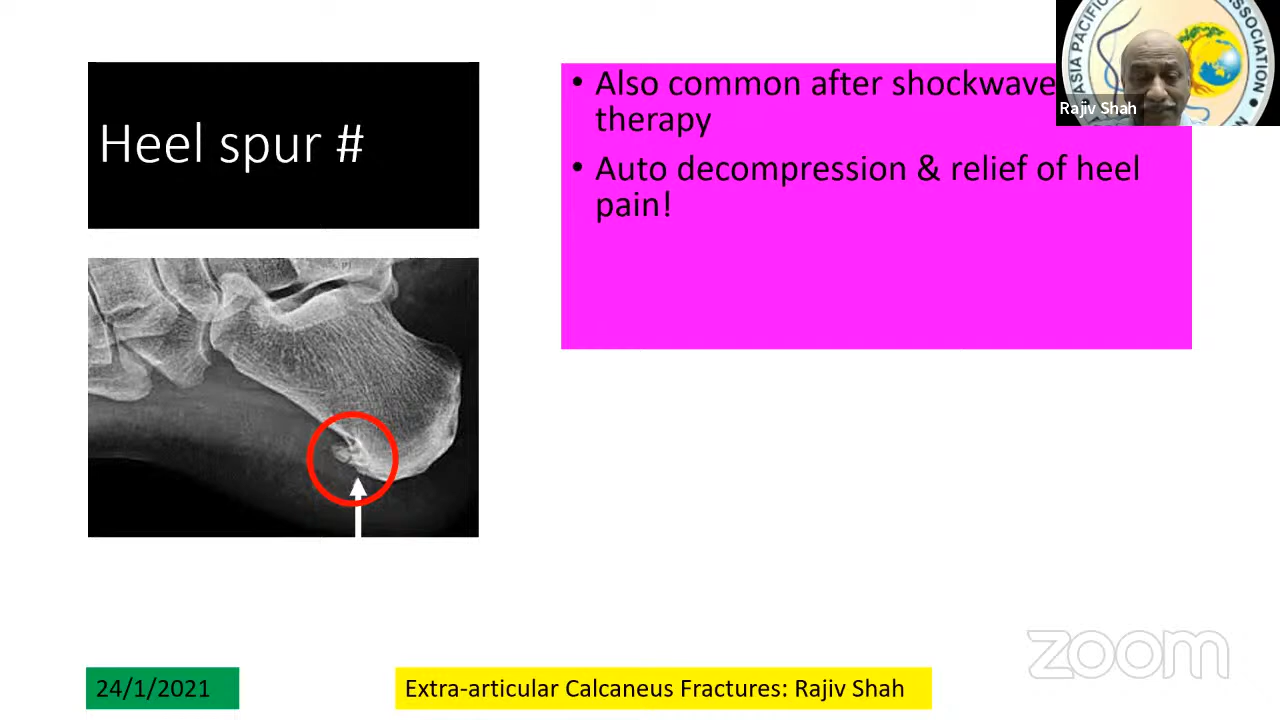 Heel spur #
• Also common after shockwave
therapy
• Auto decompression & relief of heel
pain!
ASIA PACIFIC
ASSOCIATION
Rajiv Shah
zoom
24/1/2021
Extra-articular Calcaneus Fractures: Rajiv Shah